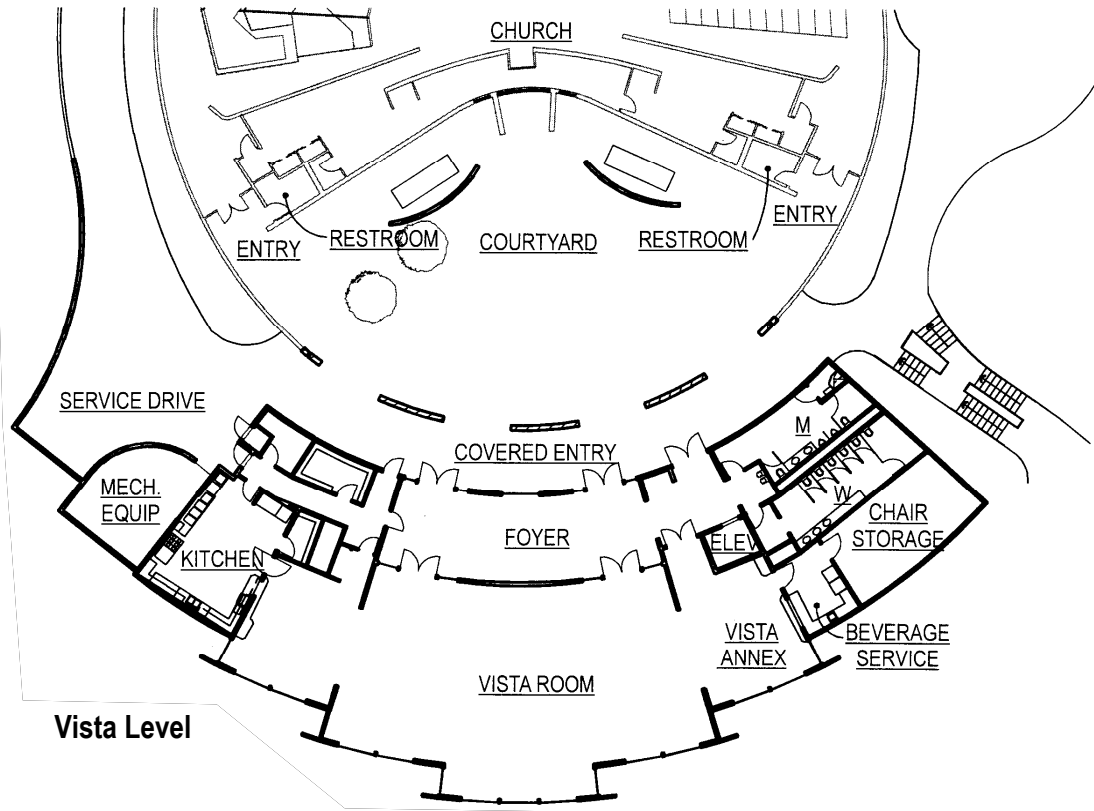 CHURCH
ENTRY
RESTROOM
COURTYARD
RESTROOM
ENTRY
SERVICE DRIVE
COVERED ENTRY
M
MECH.
EQUIP
W
KITCHEN
FOYER
ELEV
CHAIR
STORAGE
VISTA
ANNEX
BEVERAGE
SERVICE
VISTA ROOM
Vista Level